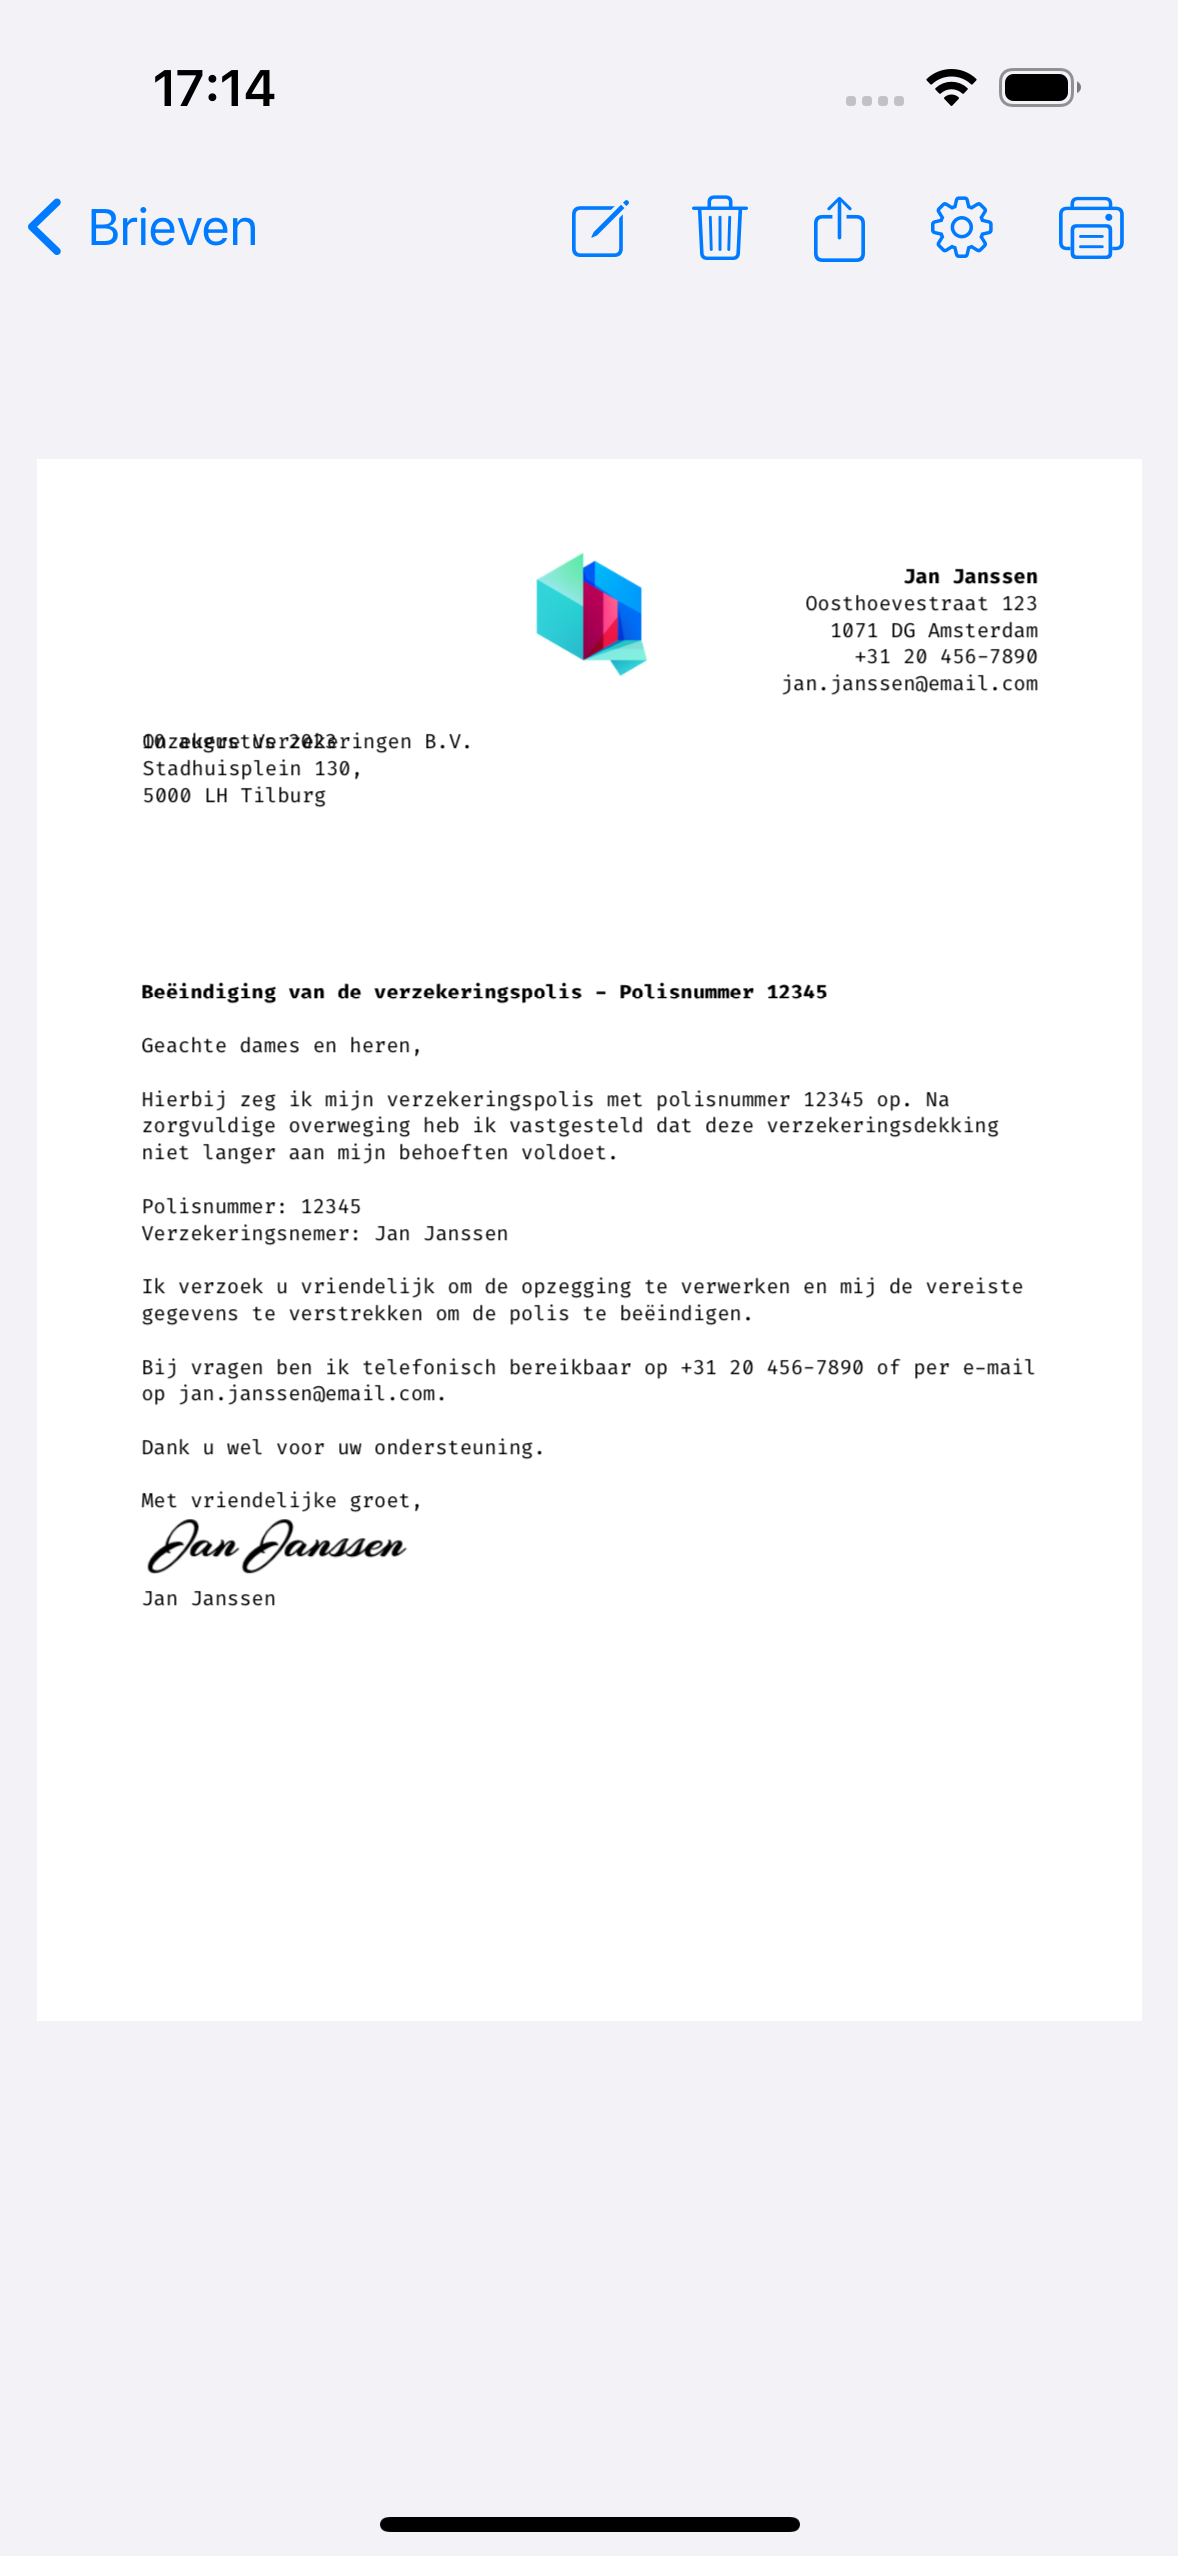 17:14
Brieven
Jan Janssen
Oosthoevestraat 123
1071 DG Amsterdam
+31 20 456-7890
jan.janssen@email.com
Verzekeringen B.V.
Stadhuisplein 130,
5000 LH Tilburg
Beëindiging van de verzekeringspolis – Polisnummer 12345
Geachte dames en heren,
Hierbij zeg ik mijn verzekeringspolis met polisnummer 12345 op. Na
zorgvuldige overweging heb ik vastgesteld dat deze verzekeringsdekking
niet langer aan mijn behoeften voldoet.
Polisnummer: 12345
Verzekeringsnemer: Jan Janssen
Ik verzoek u vriendelijk om de opzegging te verwerken en mij de vereiste
gegevens te verstrekken om de polis te beëindigen.
Bij vragen ben ik telefonisch bereikbaar op +31 20 456-7890 of per e-mail
op jan.janssen@email.com.
Dank u wel voor uw ondersteuning.
Met vriendelijke groet,
Jan Janssen
Jan Janssen